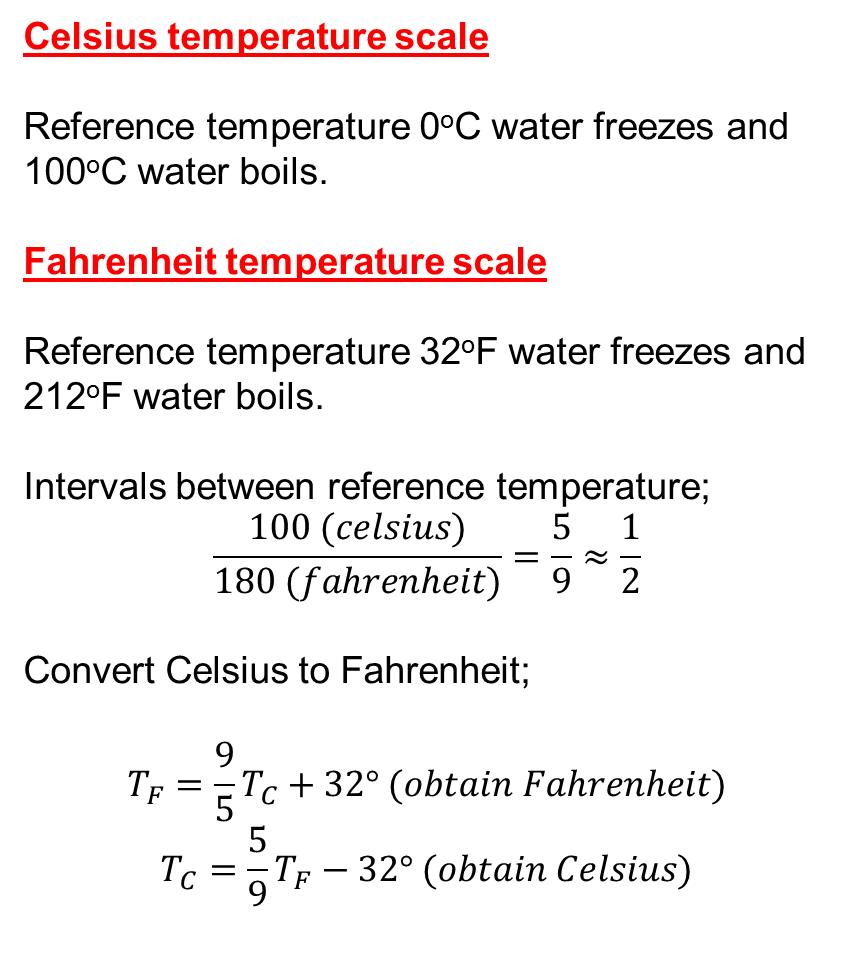 Celsius temperature scale
Reference temperature 0°C water freezes and
100°C water boils.
Fahrenheit temperature scale
Reference temperature 32°F water freezes and
212°F water boils.
Intervals between reference temperature;
100 (celsius) / 180 (fahrenheit) = 5/9 ≈ 1/2
Convert Celsius to Fahrenheit;
T_F = 9/5 T_C + 32° (obtain Fahrenheit)
T_C = 5/9 T_F − 32° (obtain Celsius)